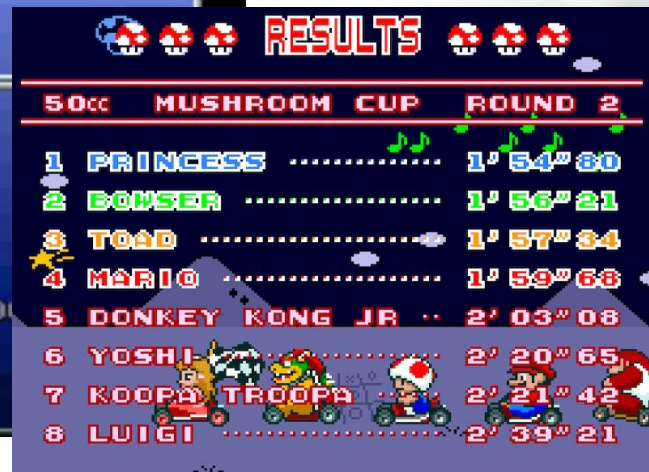 RESULTS
50cc MUSHROOM CUP ROUND 2
1 PRINCESS ·············· 1' 54" 80
2 BOWSER ·················· 1' 56" 21
3 TOAD ······················ 1' 57" 34
4 MARIO ···················· 1' 59" 68
5 DONKEY KONG JR ·· 2' 03" 08
6 YOSHI ···················· 2' 20" 65
7 KOOPA TROOPA ······ 2' 21" 42
8 LUIGI ···················· 2' 39" 21